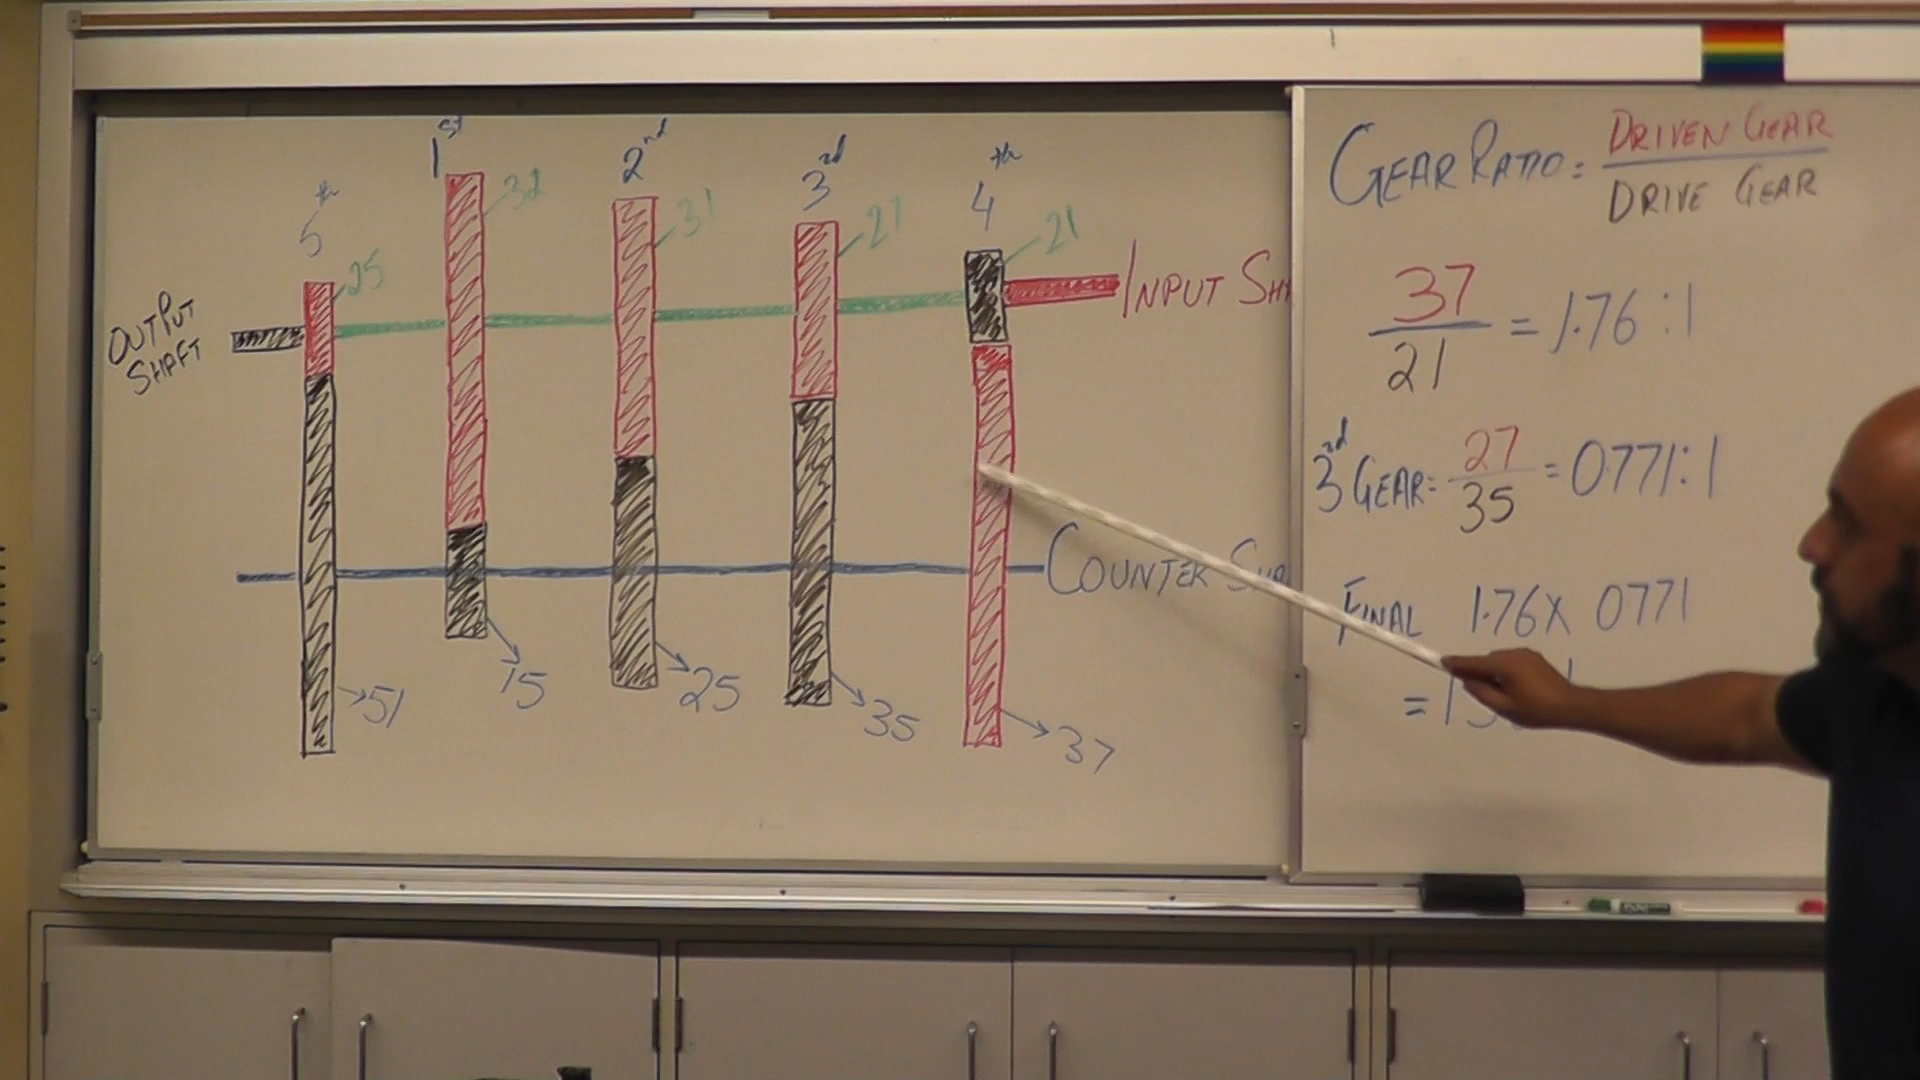 5th
1st
2nd
3rd
4th
25
32
31
27
21
OUTPUT
SHAFT
INPUT
COUNTER
51
15
25
35
37
GEAR RATIO = DRIVEN GEAR
DRIVE GEAR
37
21
= 1.76 : 1
3rd GEAR = 27
35
= 0.771 : 1
FINAL 1.76 X 0.771